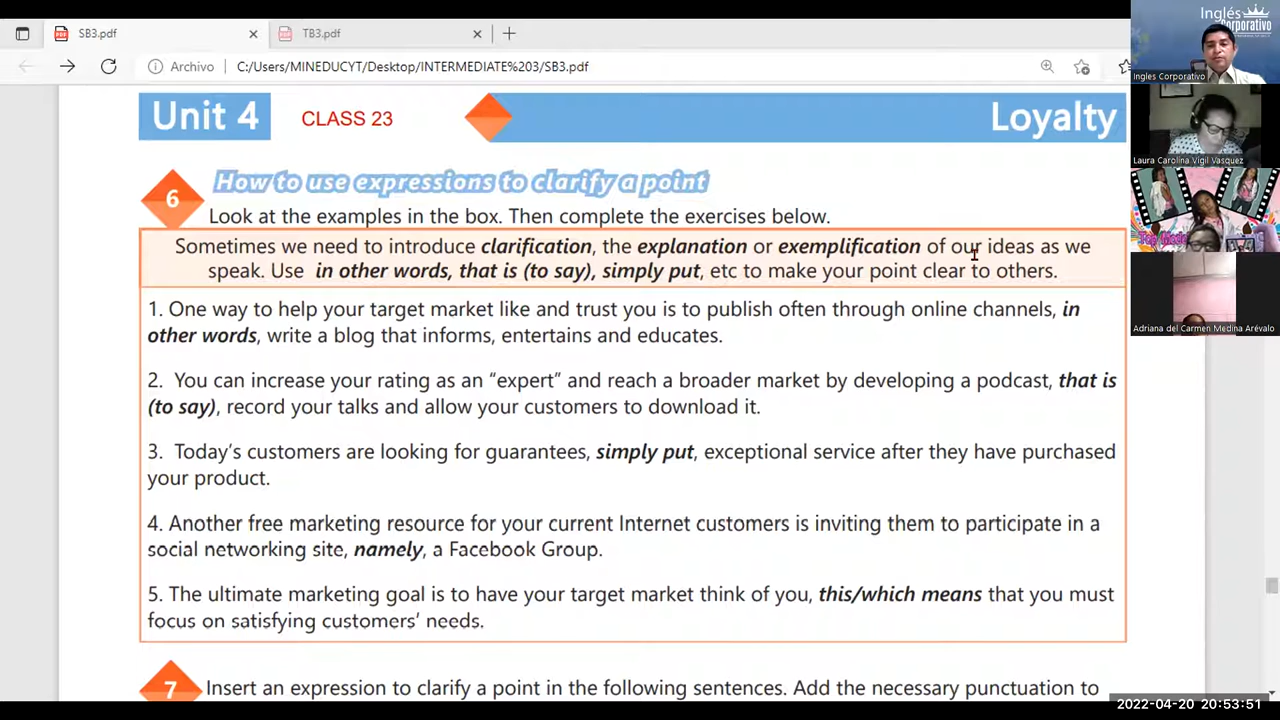 SB3.pdf
TB3.pdf
Archivo
C:/Users/MINEDUCYT/Desktop/INTERMEDIATE%203/SB3.pdf
Unit 4
CLASS 23
Loyalty
6
How to use expressions to clarify a point
Look at the examples in the box. Then complete the exercises below.
Sometimes we need to introduce clarification, the explanation or exemplification of our ideas as we
speak. Use in other words, that is (to say), simply put, etc to make your point clear to others.
1. One way to help your target market like and trust you is to publish often through online channels, in
other words, write a blog that informs, entertains and educates.
2. You can increase your rating as an “expert” and reach a broader market by developing a podcast, that is
(to say), record your talks and allow your customers to download it.
3. Today’s customers are looking for guarantees, simply put, exceptional service after they have purchased
your product.
4. Another free marketing resource for your current Internet customers is inviting them to participate in a
social networking site, namely, a Facebook Group.
5. The ultimate marketing goal is to have your target market think of you, this/which means that you must
focus on satisfying customers’ needs.
7
Insert an expression to clarify a point in the following sentences. Add the necessary punctuation to
Inglés
Corporativo
Ingles Corporativo
Laura Carolina Vigil Vasquez
Adriana del Carmen Medina Arévalo
2022-04-20 20:53:51